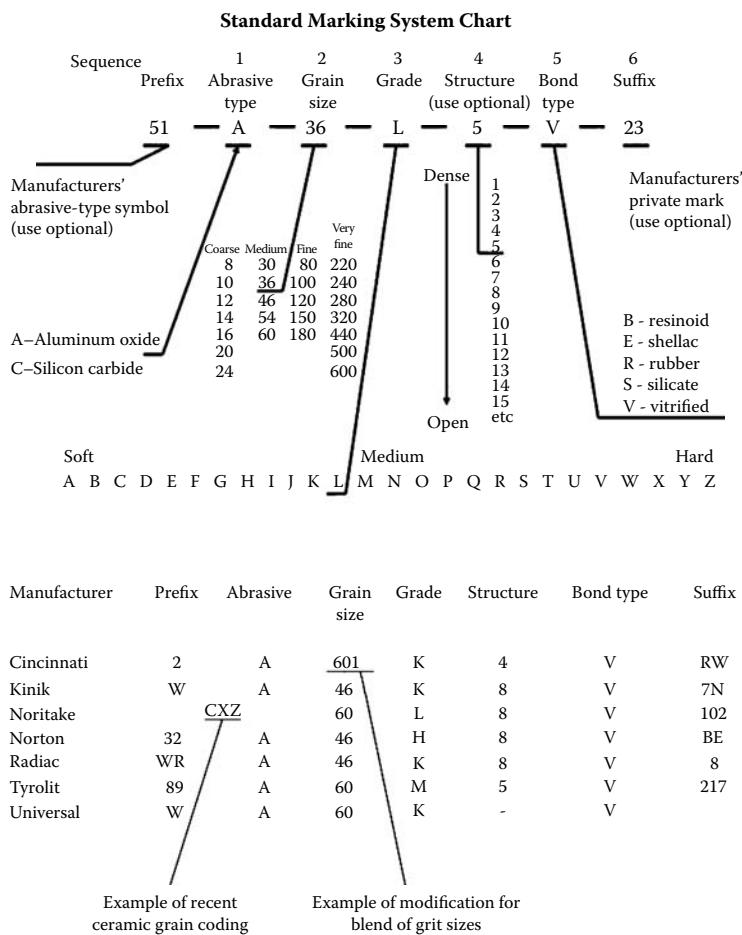 Standard Marking System Chart
Sequence 1 2 3 4 5 6
Prefix Abrasive Grain Grade Structure Bond Suffix
type size (use optional) type
51 — A — 36 — L — 5 — V — 23
Manufacturers'
abrasive-type symbol
(use optional)
A–Aluminum oxide
C–Silicon carbide
Very
Coarse Medium Fine fine
8 30 80 220
10 36 100 240
12 46 120 280
14 54 150 320
16 60 180 440
20 500
24 600
Dense
1
2
3
4
5
6
7
8
9
10
11
12
13
14
15
etc
Open
Manufacturers'
private mark
(use optional)
B - resinoid
E - shellac
R - rubber
S - silicate
V - vitrified
Soft Medium Hard
A B C D E F G H I J K L M N O P Q R S T U V W X Y Z
Manufacturer Prefix Abrasive Grain Grade Structure Bond type Suffix
size
Cincinnati 2 A 601 K 4 V RW
Kinik W A 46 K 8 V 7N
Noritake CXZ 60 L 8 V 102
Norton 32 A 46 H 8 V BE
Radiac WR A 46 K 8 V 8
Tyrolit 89 A 60 M 5 V 217
Universal W A 60 K - V
Example of recent
ceramic grain coding
Example of modification for
blend of grit sizes